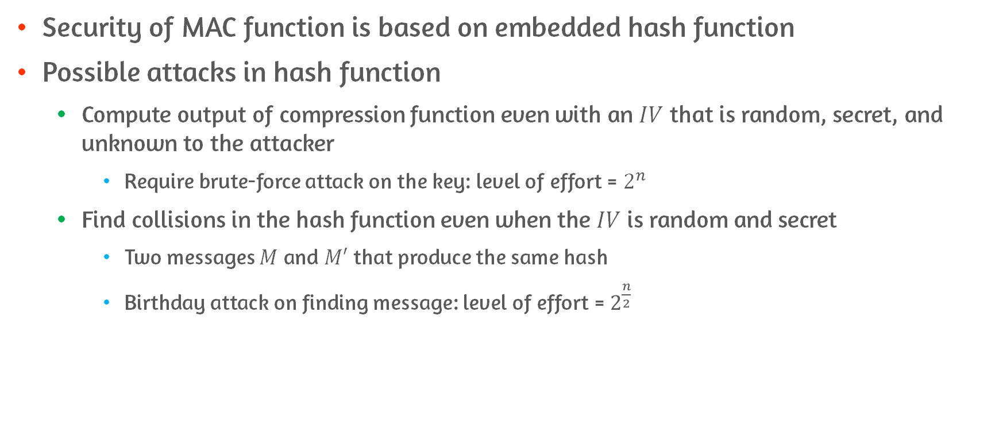 • Security of MAC function is based on embedded hash function
• Possible attacks in hash function
• Compute output of compression function even with an IV that is random, secret, and
unknown to the attacker
• Require brute-force attack on the key: level of effort = 2ⁿ
• Find collisions in the hash function even when the IV is random and secret
• Two messages M and M′ that produce the same hash
• Birthday attack on finding message: level of effort = 2^(n/2)